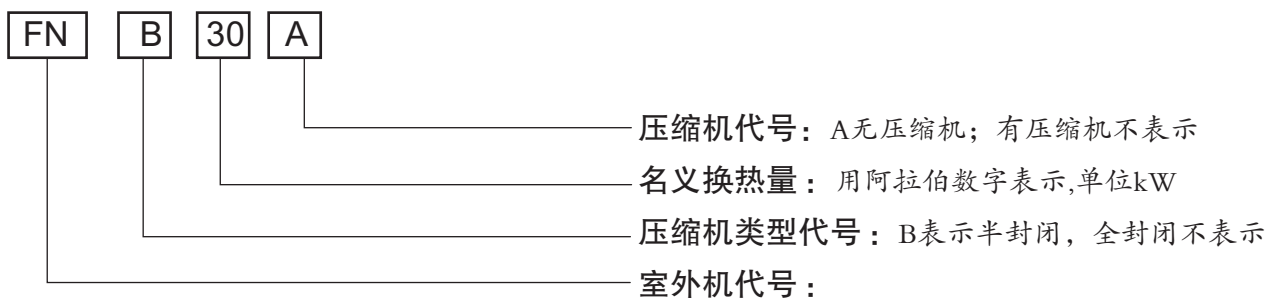 FN B 30 A
压缩机代号：A无压缩机；有压缩机不表示
名义换热量：用阿拉伯数字表示,单位kW
压缩机类型代号：B表示半封闭，全封闭不表示
室外机代号：